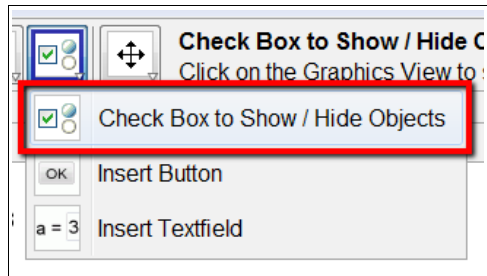 Check Box to Show / Hide
Click on the Graphics View to
Check Box to Show / Hide Objects
OK Insert Button
a = 3 Insert Textfield